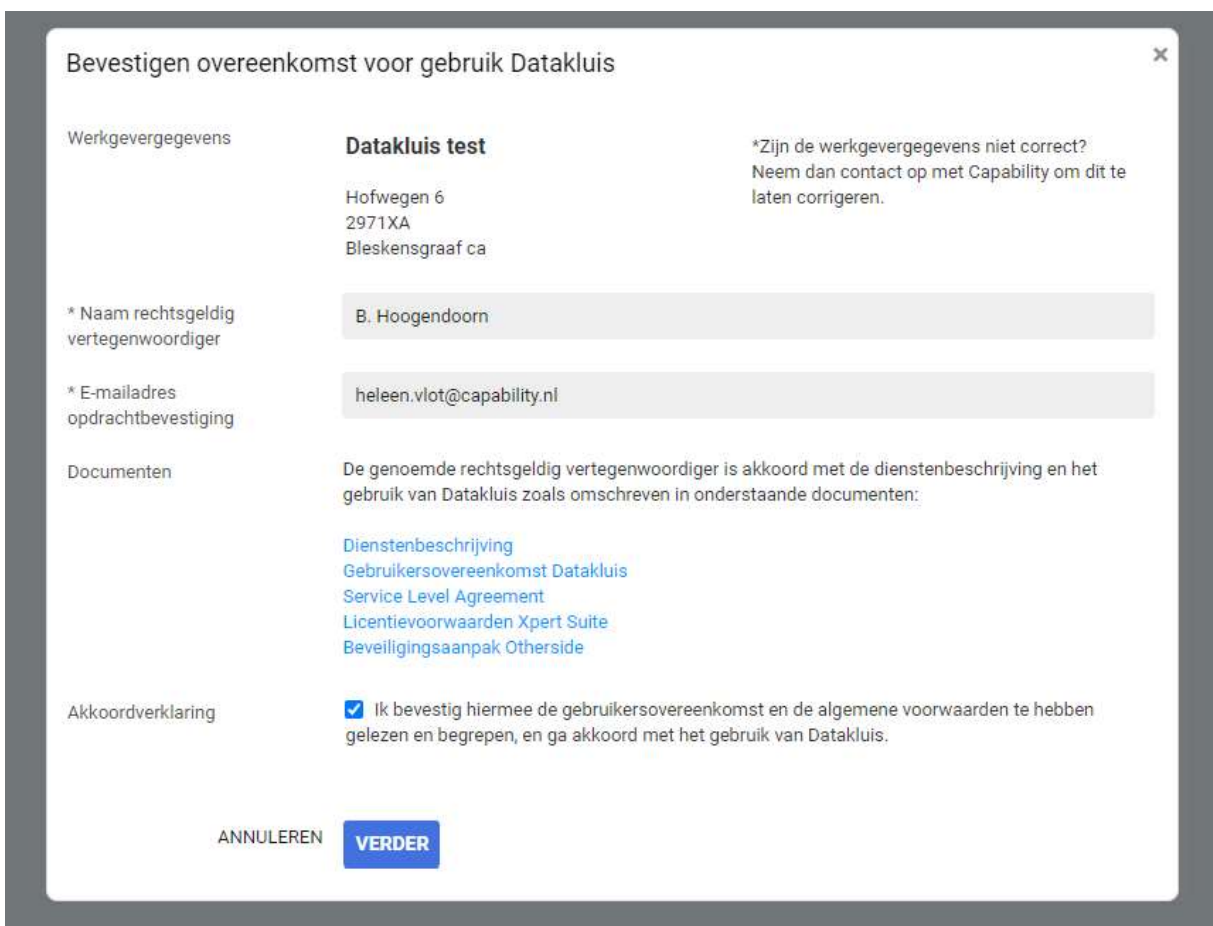 Bevestigen overeenkomst voor gebruik Datakluis
×
Werkgevergegevens
Datakluis test
Hofwegen 6
2971XA
Bleskensgraaf ca
*Zijn de werkgevergegevens niet correct?
Neem dan contact op met Capability om dit te
laten corrigeren.
* Naam rechtsgeldig
vertegenwoordiger
B. Hoogendoorn
* E-mailadres
opdrachtbevestiging
heleen.vlot@capability.nl
Documenten
De genoemde rechtsgeldig vertegenwoordiger is akkoord met de dienstenbeschrijving en het
gebruik van Datakluis zoals omschreven in onderstaande documenten:
Dienstenbeschrijving
Gebruikersovereenkomst Datakluis
Service Level Agreement
Licentievoorwaarden Xpert Suite
Beveiligingsaanpak Otherside
Akkoordverklaring
Ik bevestig hiermee de gebruikersovereenkomst en de algemene voorwaarden te hebben
gelezen en begrepen, en ga akkoord met het gebruik van Datakluis.
ANNULEREN
VERDER